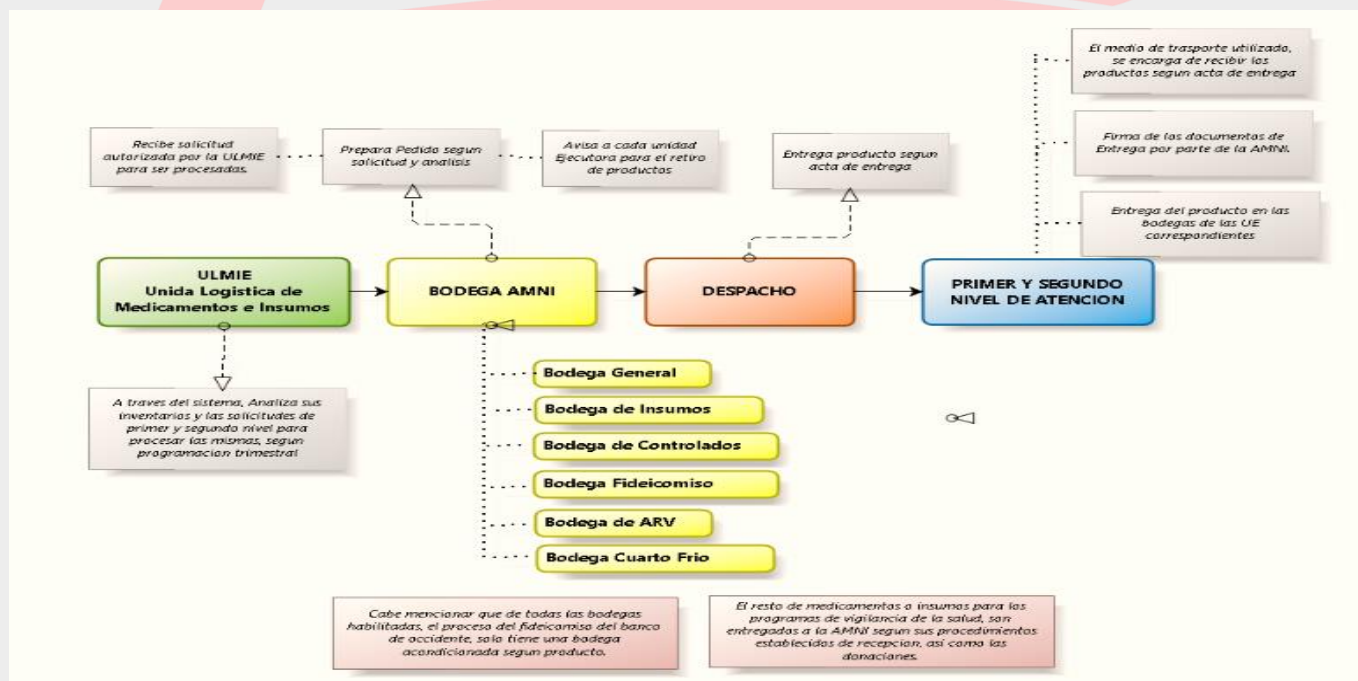 El medio de trasporte utilizado,
se encarga de recibir los
productos segun acta de entrega
Recibe solicitud
autorizada por la ULMIE
para ser procesadas.
Prepara Pedido segun
solicitud y analisis
Avisa a cada unidad
Ejecutora para el retiro
de productos
Entrega producto segun
acta de entrega
Firma de los documentos de
Entrega por parte de la AMNI.
Entrega del producto en las
bodegas de las UE
correspondientes
ULMIE
Unida Logistica de
Medicamentos e Insumos
BODEGA AMNI
DESPACHO
PRIMER Y SEGUNDO
NIVEL DE ATENCION
A traves del sistema, Analiza sus
inventarios y las solicitudes de
primer y segundo nivel para
procesar las mismas, segun
programacion trimestral
Bodega General
Bodega de Insumos
Bodega de Controlados
Bodega Fideicomiso
Bodega de ARV
Bodega Cuarto Frio
Cabe mencionar que de todas las bodegas
habilitadas, el proceso del fideicomiso del banco
de occidente, solo tiene una bodega
acondicionada segun producto.
El resto de medicamentos o insumos para los
programas de vigilancia de la salud, son
entregados a la AMNI segun sus procedimientos
establecidos de recepcion, así como las
donaciones.